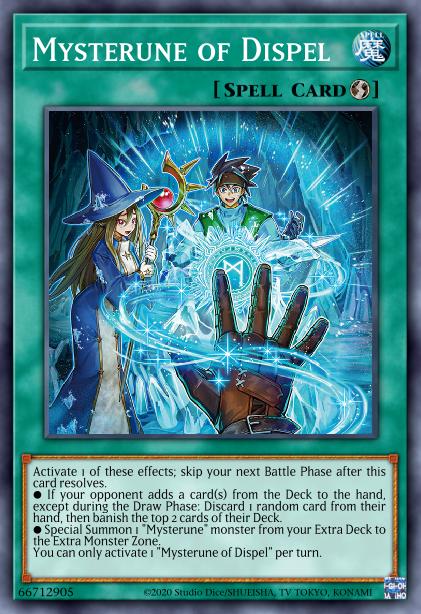 Mysterune of Dispel
SPELL
魔
[Spell Card]
Activate 1 of these effects; skip your next Battle Phase after this
card resolves.
● If your opponent adds a card(s) from the Deck to the hand,
except during the Draw Phase: Discard 1 random card from their
hand, then banish the top 2 cards of their Deck.
● Special Summon 1 "Mysterune" monster from your Extra Deck to
the Extra Monster Zone.
You can only activate 1 "Mysterune of Dispel" per turn.
66712905
©2020 Studio Dice/SHUEISHA, TV TOKYO, KONAMI